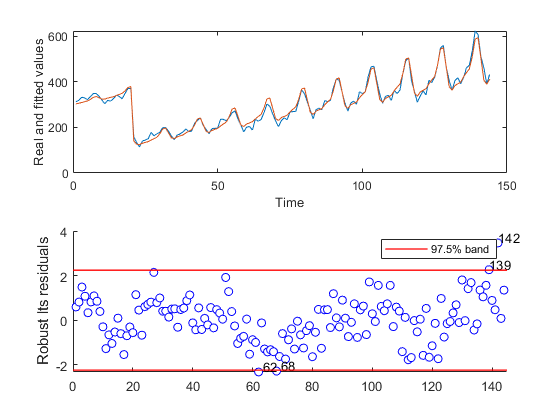 Real and fitted values
600
400
200
0
0 50 100 150
Time
Robust lts residuals
4
2
0
-2
97.5% band
142
139
62 68
0 20 40 60 80 100 120 140